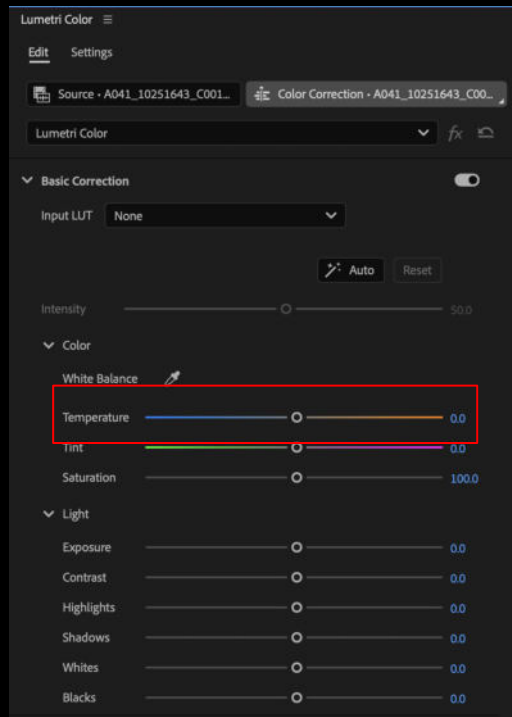 Lumetri Color
Edit Settings
Source · A041_10251643_C001... Color Correction · A041_10251643_C00...
Lumetri Color fx
Basic Correction
Input LUT None
Auto Reset
Intensity 50.0
Color
White Balance
Temperature 0.0
Tint 0.0
Saturation 100.0
Light
Exposure 0.0
Contrast 0.0
Highlights 0.0
Shadows 0.0
Whites 0.0
Blacks 0.0